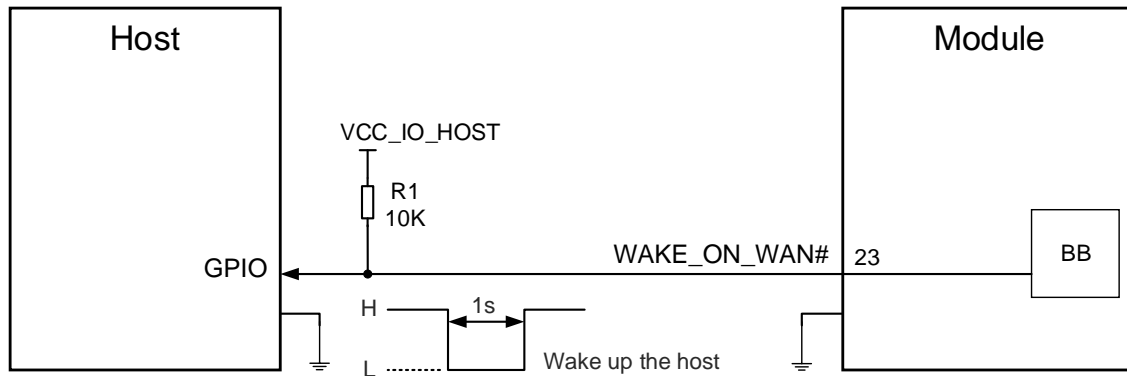 Host
Module
VCC_IO_HOST
R1
10K
GPIO
WAKE_ON_WAN#
23
BB
H
1s
L
Wake up the host